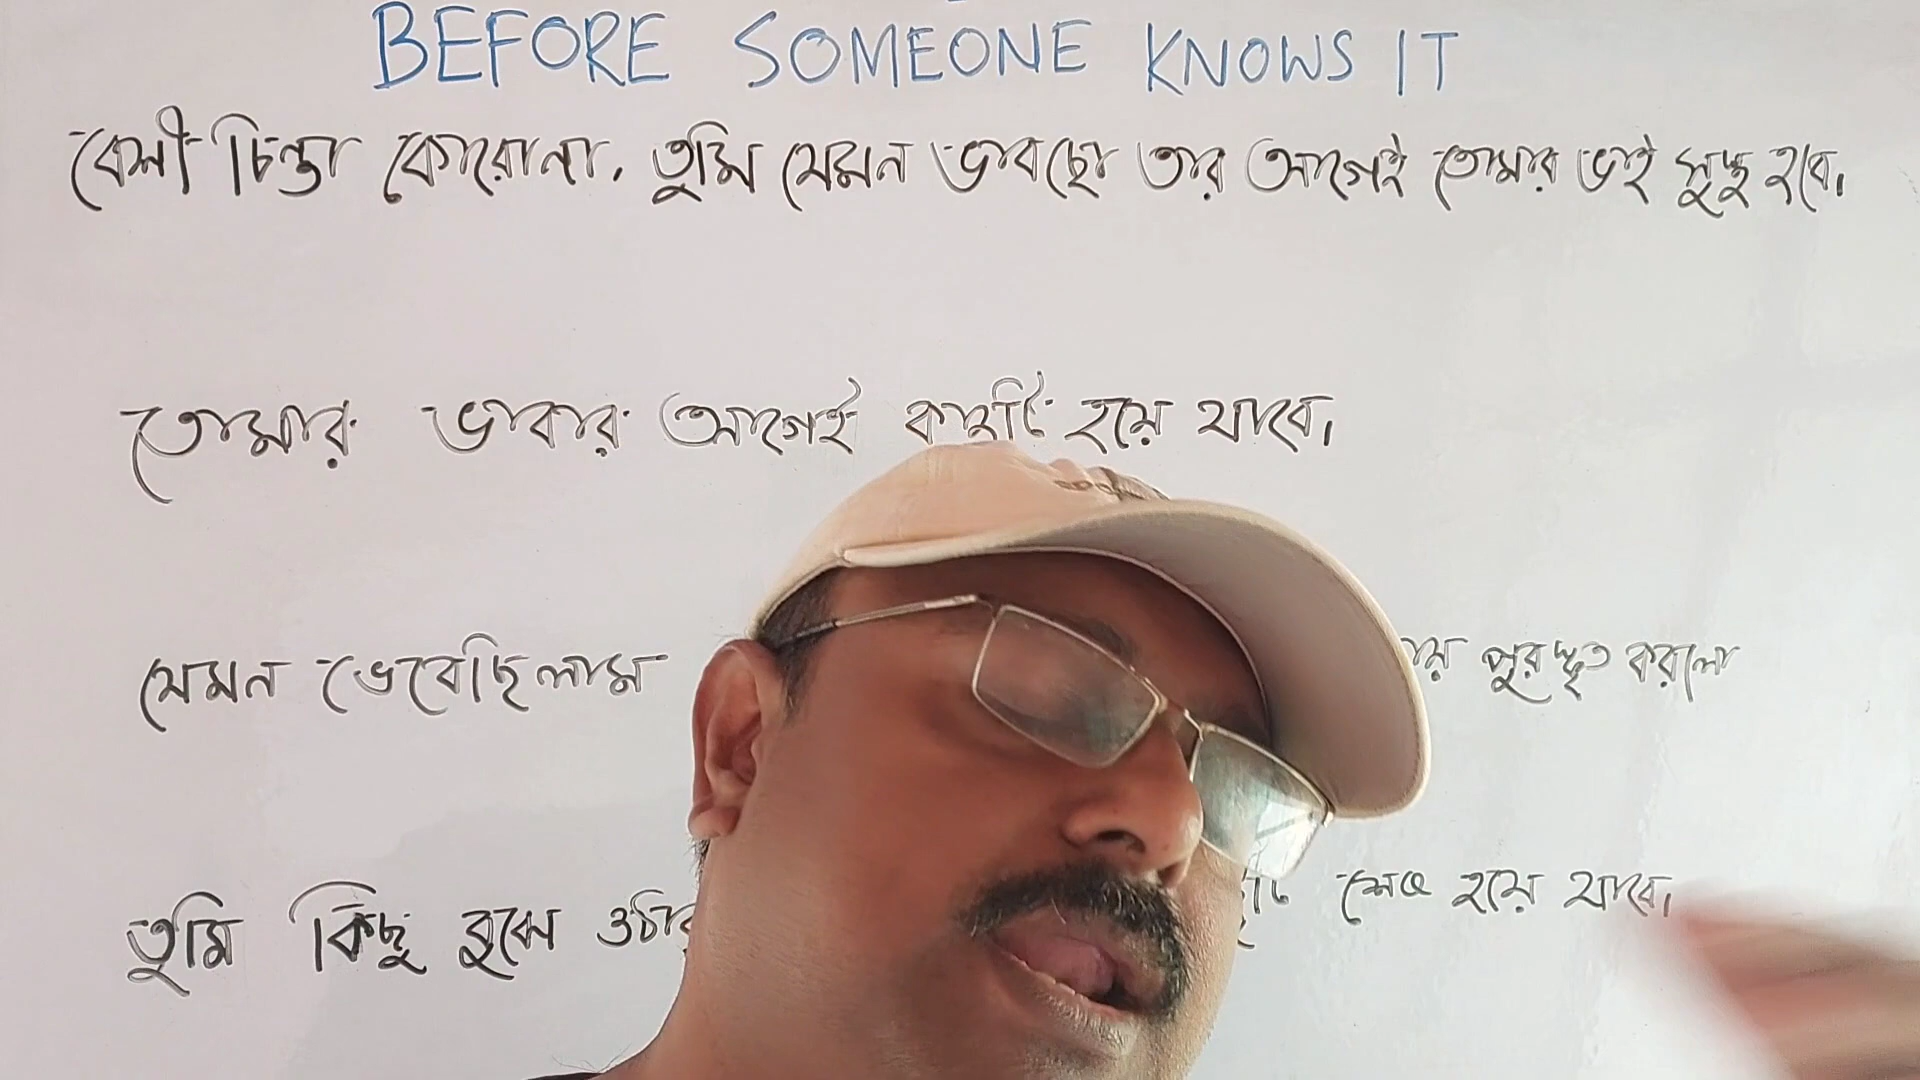 BEFORE SOMEONE KNOWS IT
বেশী চিন্তা কোরোনা. তুমি যেমন ভাবছো তার আগেই তোমার ভাই সুস্থ হবে.
তোমার ভাবার আগেই কাজটি হয়ে যাবে.
যেমন ভেবেছিলাম পুরস্কৃত করলো
তুমি কিছু বুঝে শেষ হয়ে যাবে.